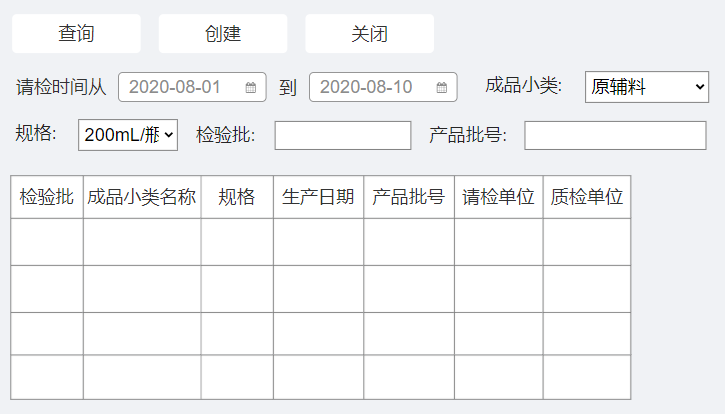 查询 创建 关闭
请检时间从 2020-08-01 到 2020-08-10 成品小类: 原辅料
规格: 200mL/瓶 检验批: 产品批号:
检验批 成品小类名称 规格 生产日期 产品批号 请检单位 质检单位